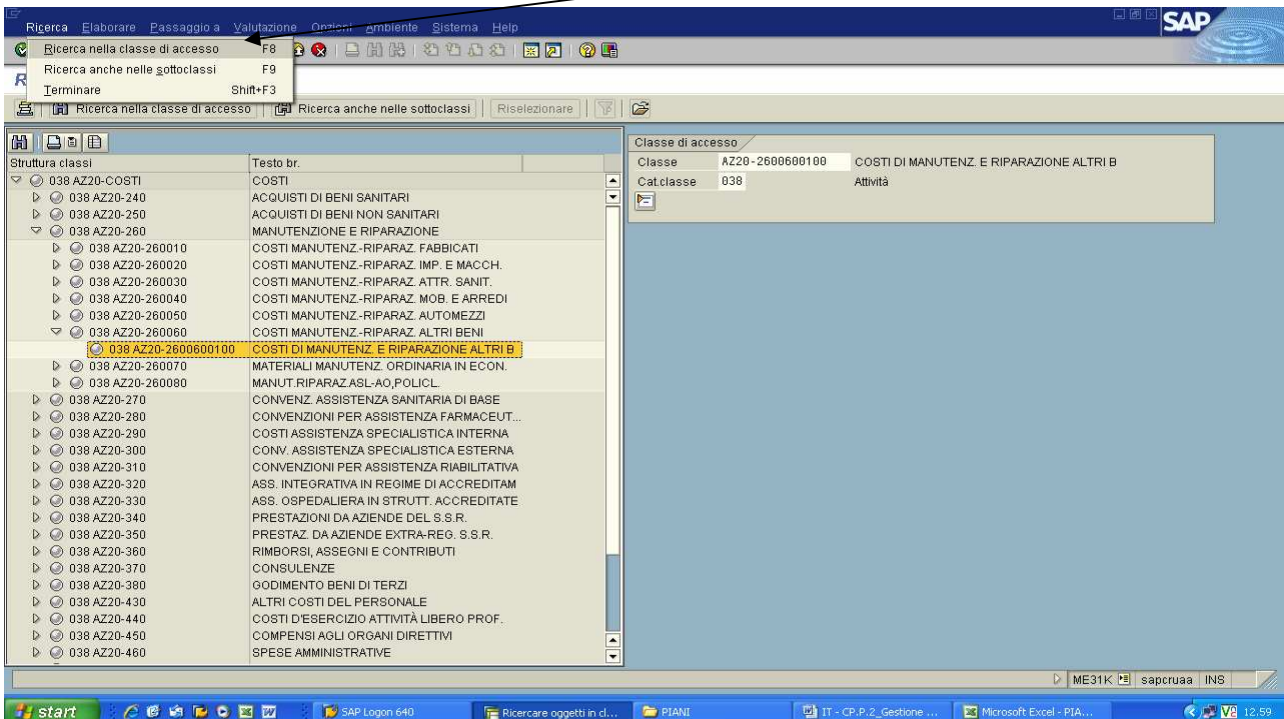 Ricerca Elaborare Passaggio a Valutazione Opzioni Ambiente Sistema Help
SAP
Ricerca nella classe di accesso F8
Ricerca anche nelle sottoclassi F9
Terminare Shift+F3
Ricerca nella classe di accesso Ricerca anche nelle sottoclassi Riselezionare
Struttura classi Testo br.
038 AZ20-COSTI COSTI
038 AZ20-240 ACQUISTI DI BENI SANITARI
038 AZ20-250 ACQUISTI DI BENI NON SANITARI
038 AZ20-260 MANUTENZIONE E RIPARAZIONE
038 AZ20-260010 COSTI MANUTENZ.-RIPARAZ. FABBICATI
038 AZ20-260020 COSTI MANUTENZ.-RIPARAZ. IMP. E MACCH.
038 AZ20-260030 COSTI MANUTENZ.-RIPARAZ. ATTR. SANIT.
038 AZ20-260040 COSTI MANUTENZ.-RIPARAZ. MOB. E ARREDI
038 AZ20-260050 COSTI MANUTENZ.-RIPARAZ. AUTOMEZZI
038 AZ20-260060 COSTI MANUTENZ.-RIPARAZ. ALTRI BENI
038 AZ20-2600600100 COSTI DI MANUTENZ. E RIPARAZIONE ALTRI B
038 AZ20-260070 MATERIALI MANUTENZ. ORDINARIA IN ECON.
038 AZ20-260080 MANUT.RIPARAZ.ASL-AO,POLICL.
038 AZ20-270 CONVENZ. ASSISTENZA SANITARIA DI BASE
038 AZ20-280 CONVENZIONI PER ASSISTENZA FARMACEUT...
038 AZ20-290 COSTI ASSISTENZA SPECIALISTICA INTERNA
038 AZ20-300 CONV. ASSISTENZA SPECIALISTICA ESTERNA
038 AZ20-310 CONVENZIONI PER ASSISTENZA RIABILITATIVA
038 AZ20-320 ASS. INTEGRATIVA IN REGIME DI ACCREDITAM
038 AZ20-330 ASS. OSPEDALIERA IN STRUTT. ACCREDITATE
038 AZ20-340 PRESTAZIONI DA AZIENDE DEL S.S.R.
038 AZ20-350 PRESTAZ. DA AZIENDE EXTRA-REG. S.S.R.
038 AZ20-360 RIMBORSI, ASSEGNI E CONTRIBUTI
038 AZ20-370 CONSULENZE
038 AZ20-380 GODIMENTO BENI DI TERZI
038 AZ20-430 ALTRI COSTI DEL PERSONALE
038 AZ20-440 COSTI D'ESERCIZIO ATTIVITÀ LIBERO PROF.
038 AZ20-450 COMPENSI AGLI ORGANI DIRETTIVI
038 AZ20-460 SPESE AMMINISTRATIVE
Classe di accesso
Classe AZ20-2600600100 COSTI DI MANUTENZ. E RIPARAZIONE ALTRI B
Cat.classe 038 Attività
ME31K sapcruaa INS
start SAP Logon 640 Ricercare oggetti in cl... PIANI IT - CP.P.2_Gestione ... Microsoft Excel - PIA... 12.59